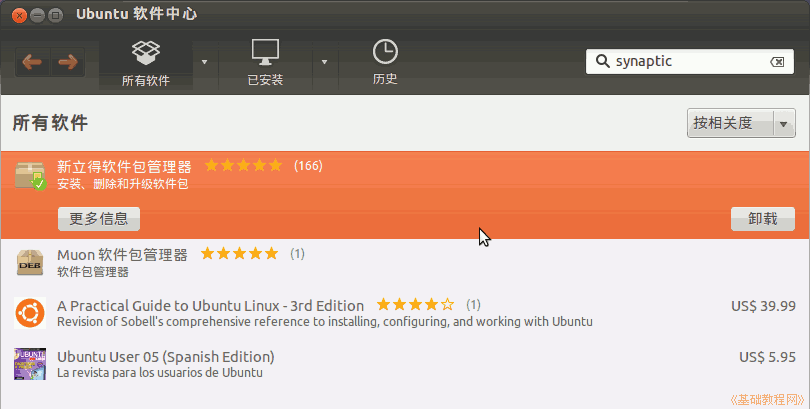 Ubuntu 软件中心
所有软件
已安装
历史
synaptic
所有软件
按相关度
新立得软件包管理器 (166)
安装、删除和升级软件包
更多信息
卸载
DEB
Muon 软件包管理器 (1)
软件包管理器
A Practical Guide to Ubuntu Linux - 3rd Edition (1)
US$ 39.99
Revision of Sobell's comprehensive reference to installing, configuring, and working with Ubuntu
UBUNTU
Ubuntu User 05 (Spanish Edition)
US$ 5.95
La revista para los usuarios de Ubuntu
《基础教程网》